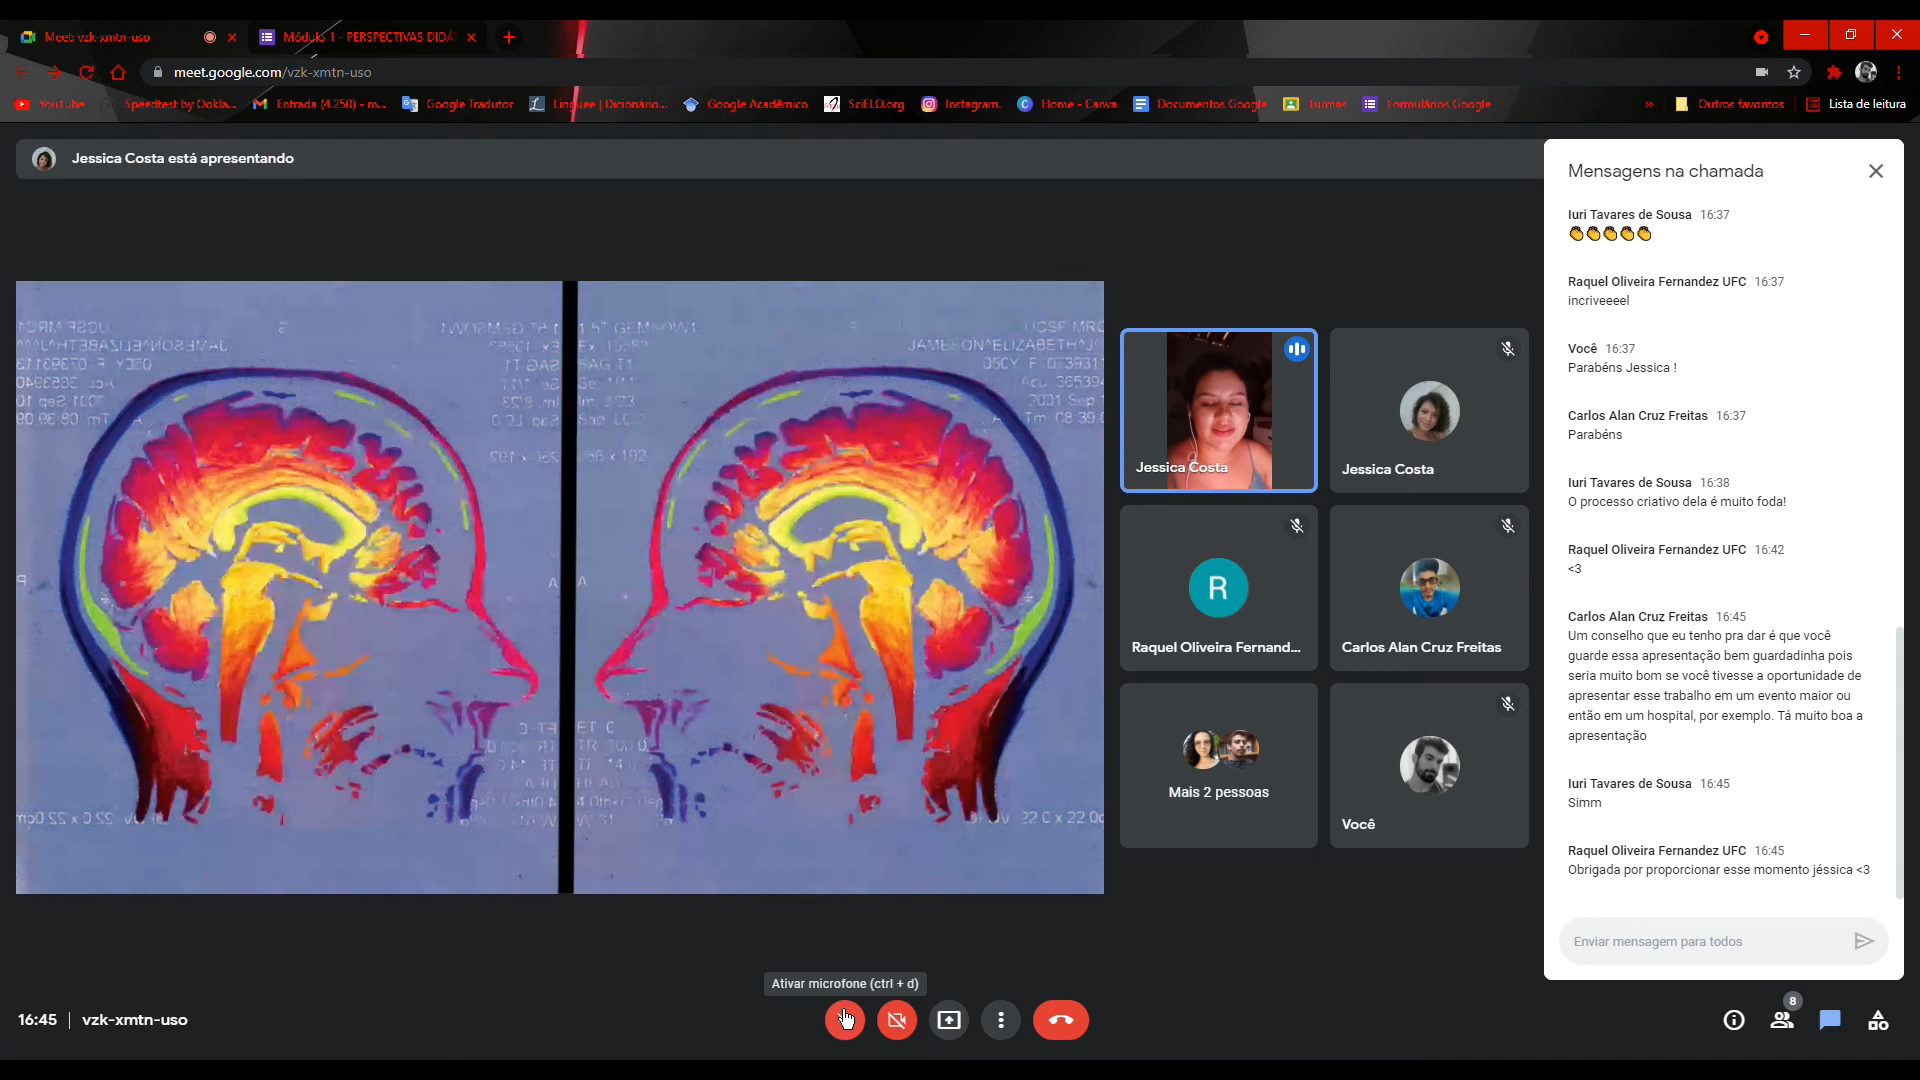 Meet: vzk-xmtn-uso
Módulo 1 - PERSPECTIVAS DIDÁ
meet.google.com/vzk-xmtn-uso
YouTube
Speedtest by Ookla...
Entrada (4.250) - m...
Google Tradutor
Linguee | Dicionário...
Google Acadêmico
SciELO.org
Instagram
Home - Canva
Documentos Google
Turmas
Formulários Google
»
Outros favoritos
Lista de leitura
Jessica Costa está apresentando
Jessica Costa
Jessica Costa
R
Raquel Oliveira Fernand...
Carlos Alan Cruz Freitas
Mais 2 pessoas
Você
Mensagens na chamada
Iuri Tavares de Sousa 16:37
👏👏👏👏👏
Raquel Oliveira Fernandez UFC 16:37
incriveeeel
Você 16:37
Parabéns Jessica !
Carlos Alan Cruz Freitas 16:37
Parabéns
Iuri Tavares de Sousa 16:38
O processo criativo dela é muito foda!
Raquel Oliveira Fernandez UFC 16:42
<3
Carlos Alan Cruz Freitas 16:45
Um conselho que eu tenho pra dar é que você
guarde essa apresentação bem guardadinha pois
seria muito bom se você tivesse a oportunidade de
apresentar esse trabalho em um evento maior ou
então em um hospital, por exemplo. Tá muito boa a
apresentação
Iuri Tavares de Sousa 16:45
Simm
Raquel Oliveira Fernandez UFC 16:45
Obrigada por proporcionar esse momento jéssica <3
Enviar mensagem para todos
Ativar microfone (ctrl + d)
16:45 | vzk-xmtn-uso
8